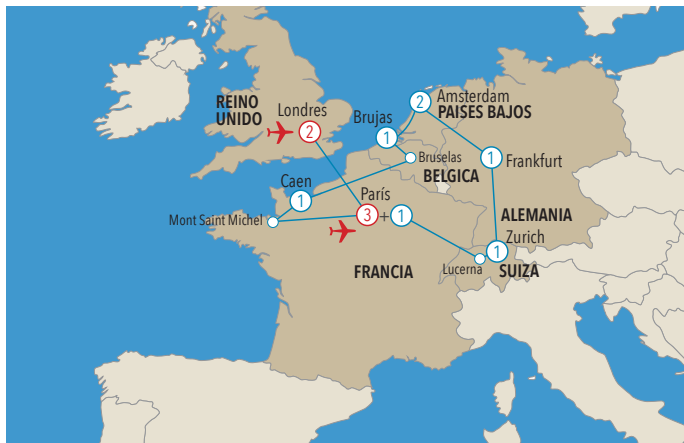 REINO
UNIDO
Londres
2
Brujas
1
2
Amsterdam
PAISES BAJOS
Bruselas
BELGICA
1
Frankfurt
Caen
1
París
3+1
Mont Saint Michel
ALEMANIA
Zurich
1
Lucerna
SUIZA
FRANCIA